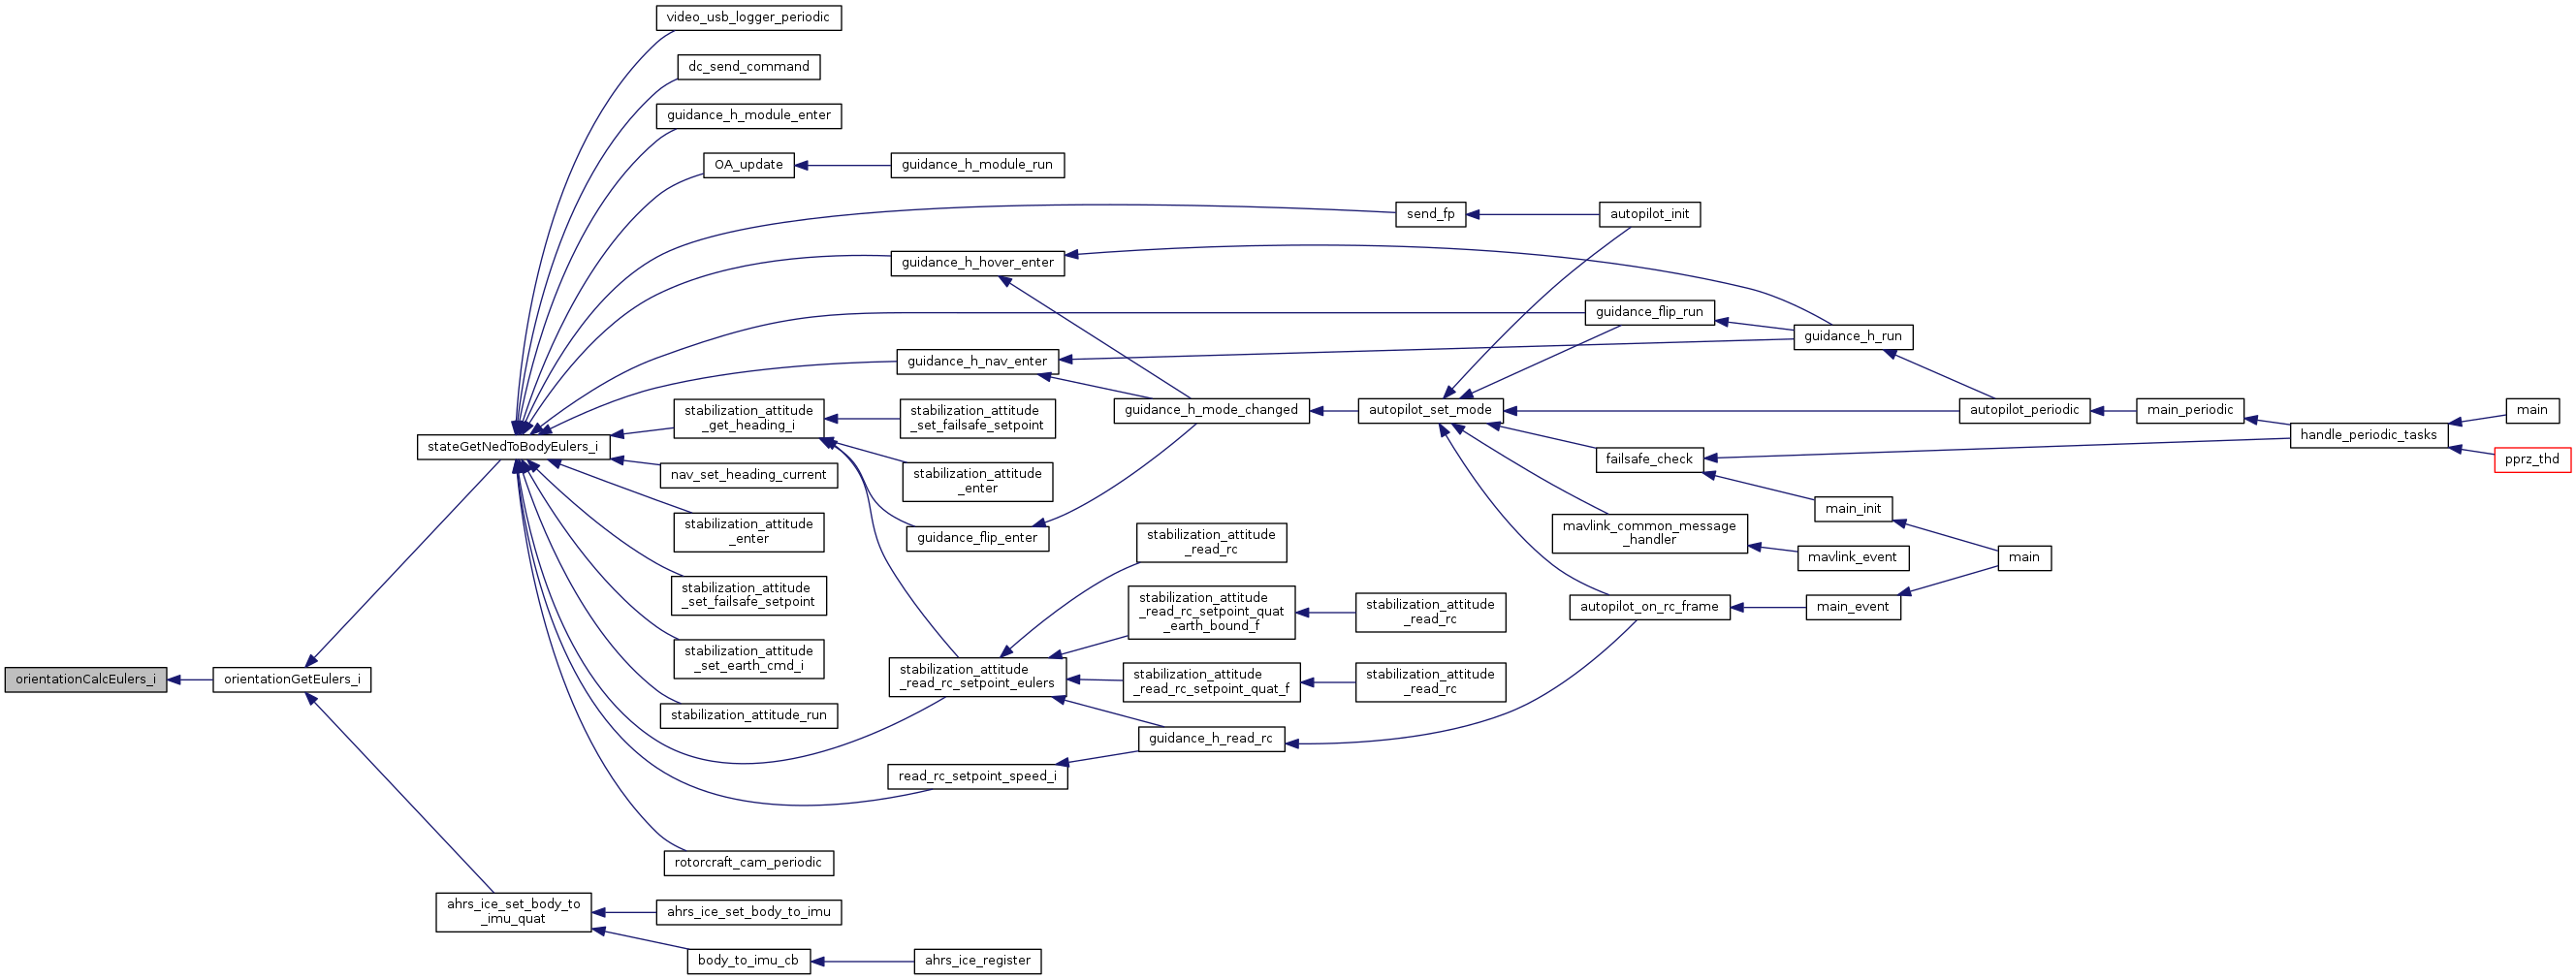 video_usb_logger_periodic
dc_send_command
guidance_h_module_enter
OA_update
guidance_h_module_run
send_fp
autopilot_init
guidance_h_hover_enter
guidance_flip_run
guidance_h_run
guidance_h_nav_enter
stabilization_attitude
_get_heading_i
stabilization_attitude
_set_failsafe_setpoint
guidance_h_mode_changed
autopilot_set_mode
autopilot_periodic
main_periodic
main
handle_periodic_tasks
pprz_thd
stateGetNedToBodyEulers_i
nav_set_heading_current
stabilization_attitude
_enter
failsafe_check
main_init
stabilization_attitude
_enter
guidance_flip_enter
stabilization_attitude
_read_rc
mavlink_common_message
_handler
mavlink_event
main
stabilization_attitude
_set_failsafe_setpoint
stabilization_attitude
_read_rc_setpoint_quat
_earth_bound_f
stabilization_attitude
_read_rc
autopilot_on_rc_frame
main_event
stabilization_attitude
_set_earth_cmd_i
orientationCalcEulers_i
orientationGetEulers_i
stabilization_attitude
_read_rc_setpoint_eulers
stabilization_attitude
_read_rc_setpoint_quat_f
stabilization_attitude
_read_rc
stabilization_attitude_run
guidance_h_read_rc
read_rc_setpoint_speed_i
rotorcraft_cam_periodic
ahrs_ice_set_body_to
_imu_quat
ahrs_ice_set_body_to_imu
body_to_imu_cb
ahrs_ice_register